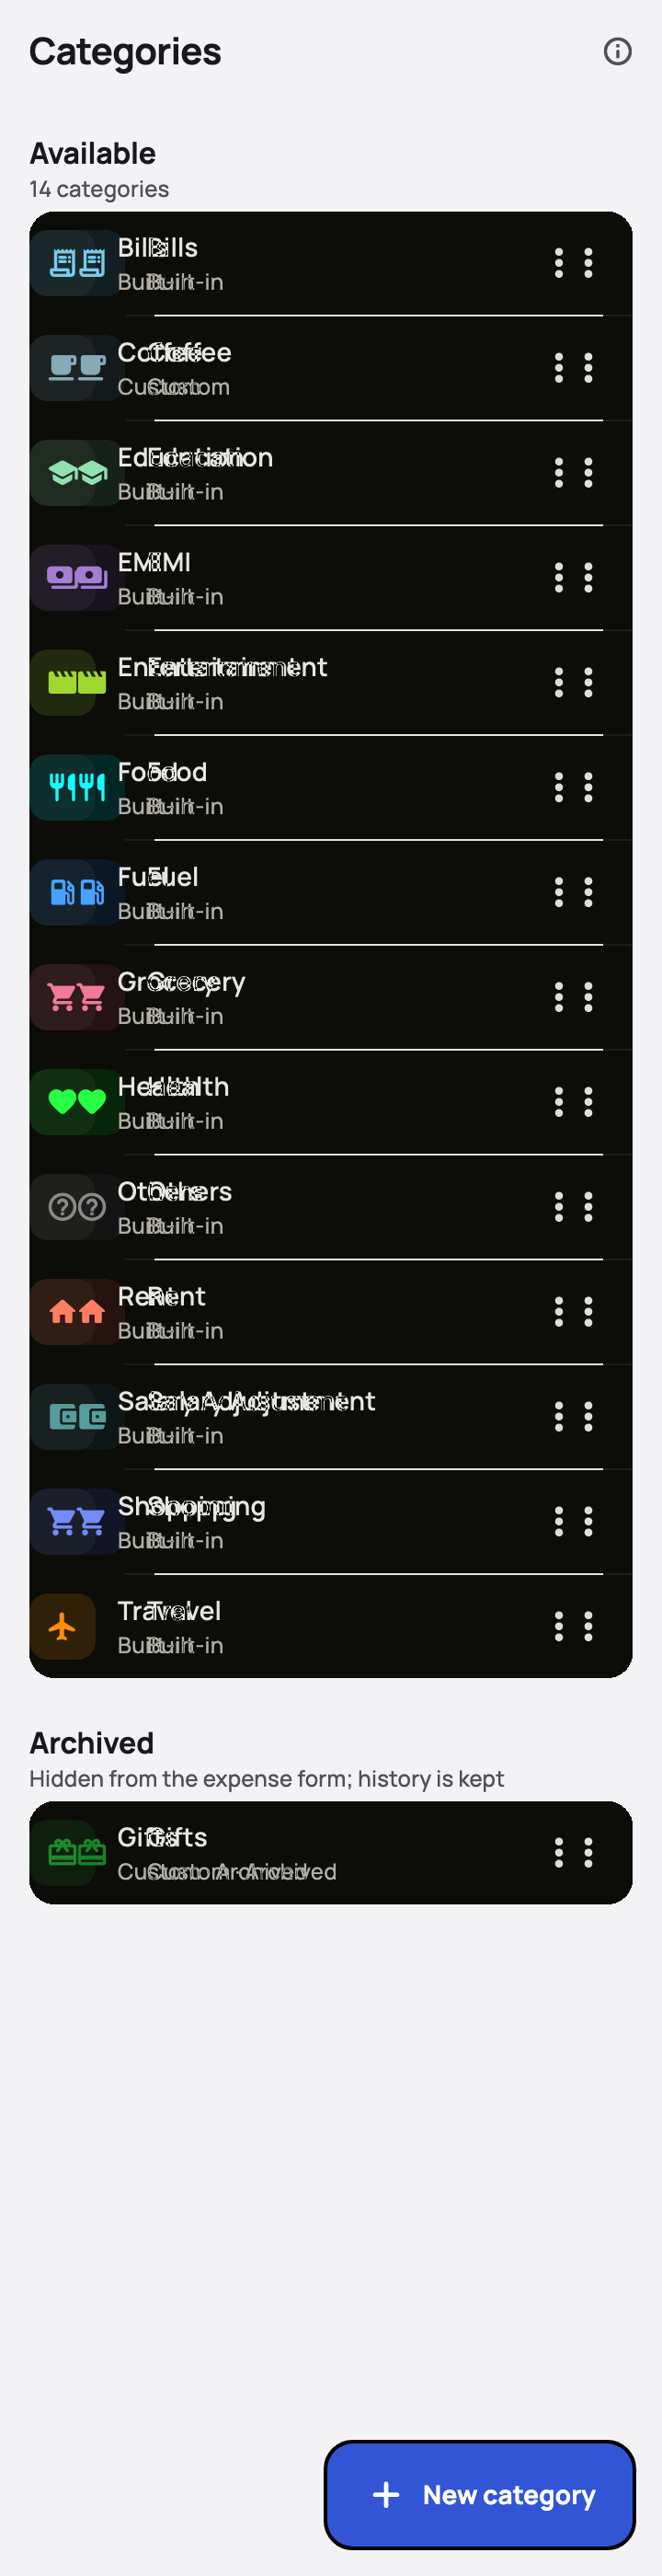 Categories
Available
14 categories
Bills
Built-in
Coffee
Custom
Education
Built-in
EMI
Built-in
Entertainment
Built-in
Food
Built-in
Fuel
Built-in
Grocery
Built-in
Health
Built-in
Others
Built-in
Rent
Built-in
Salary Adjustment
Built-in
Shopping
Built-in
Travel
Built-in
Archived
Hidden from the expense form; history is kept
Gifts
Custom · Archived
New category